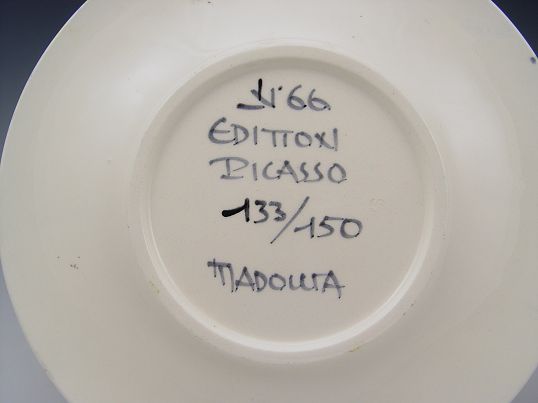 N° 66
EDITION
PICASSO
133/150
MADOURA